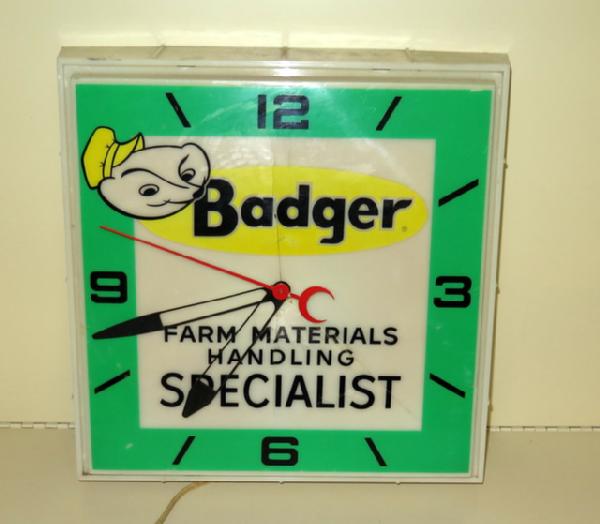 12
Badger
9
3
FARM MATERIALS
HANDLING
SPECIALIST
6